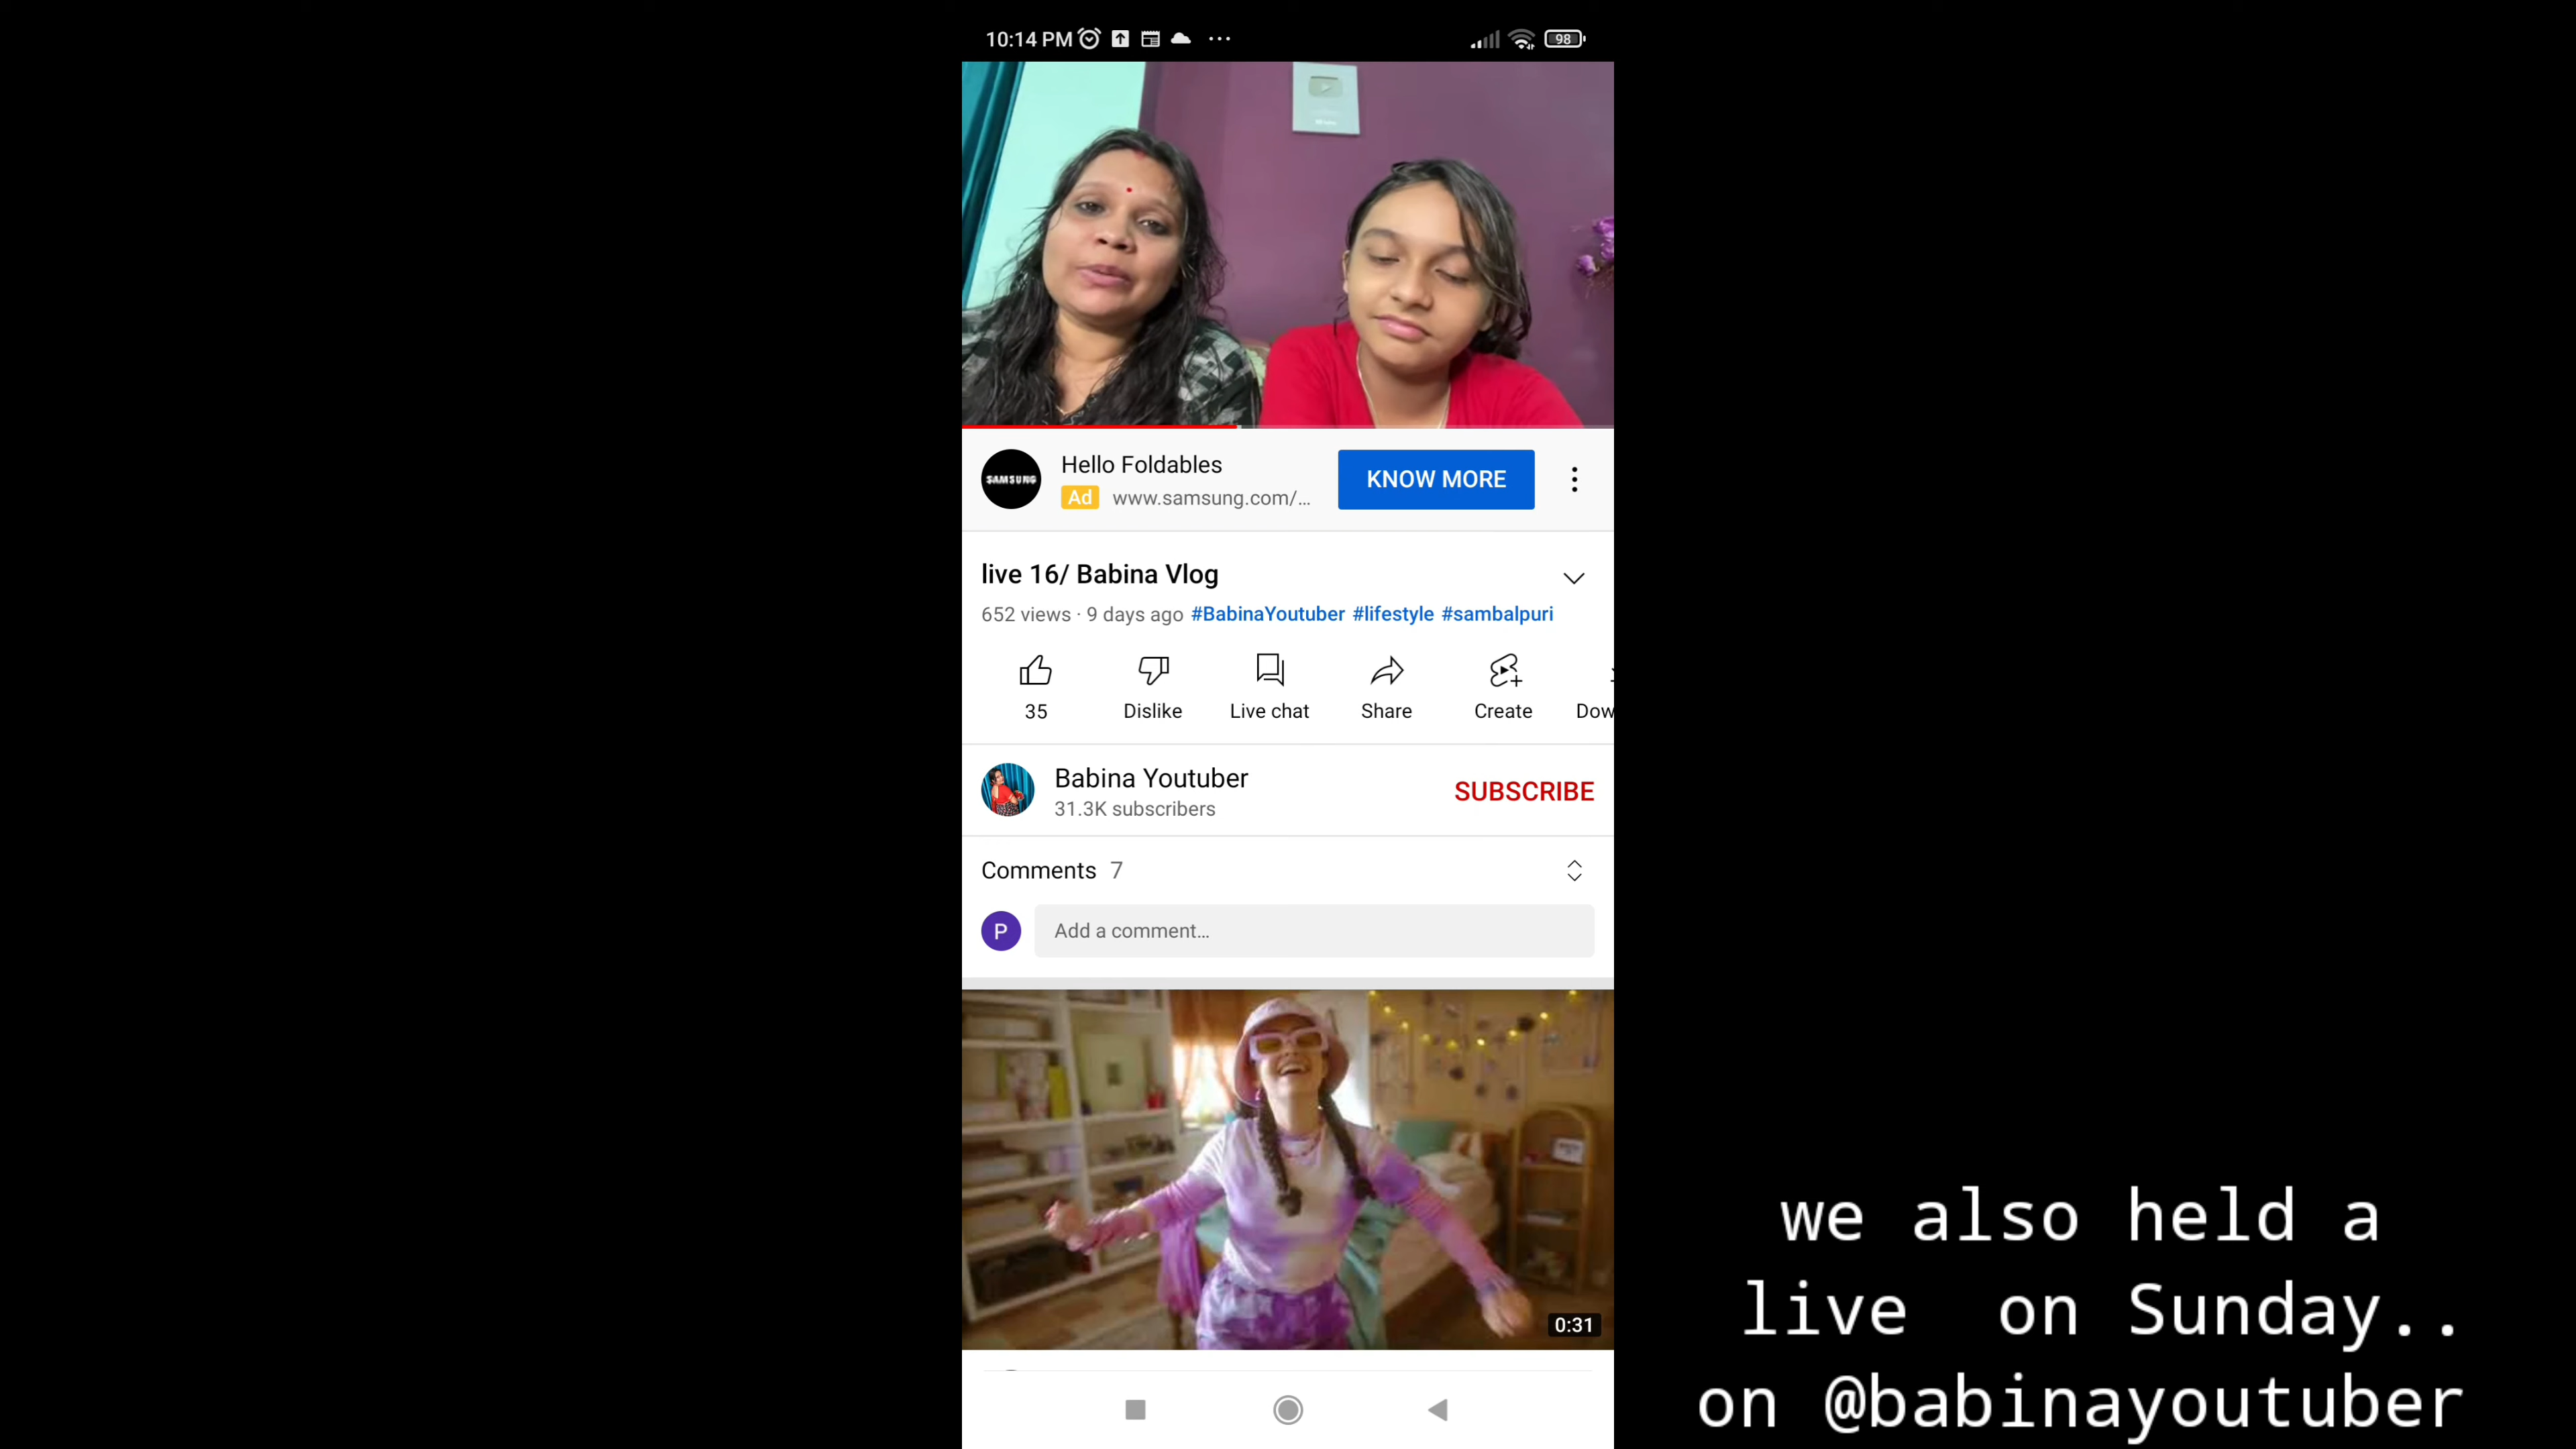 10:14 PM
98
SAMSUNG
Hello Foldables
Ad www.samsung.com/...
KNOW MORE
live 16/ Babina Vlog
652 views · 9 days ago #BabinaYoutuber #lifestyle #sambalpuri
35 Dislike Live chat Share Create Dow
Babina Youtuber
31.3K subscribers
SUBSCRIBE
Comments 7
P
Add a comment...
0:31
we also held a
live on Sunday..
on @babinayoutuber